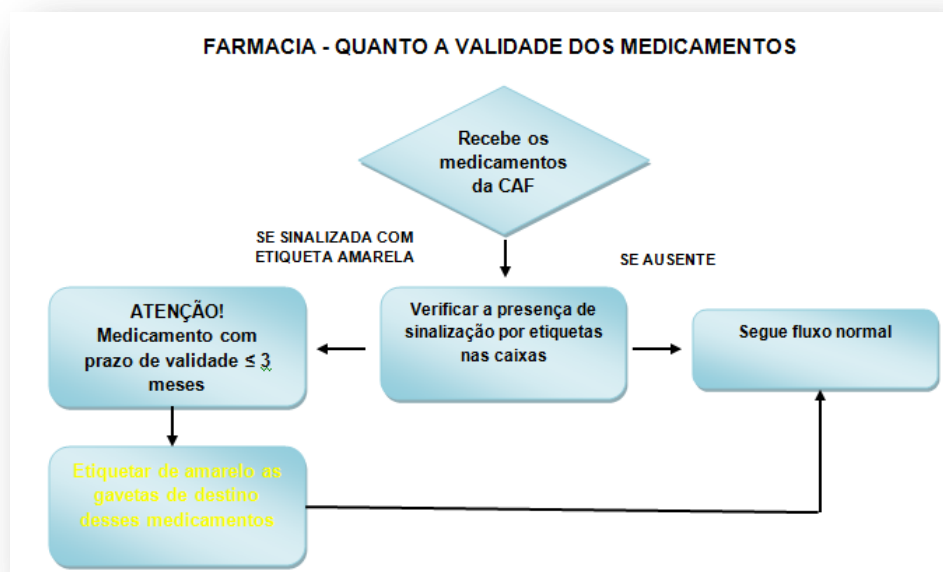 FARMACIA - QUANTO A VALIDADE DOS MEDICAMENTOS
Recebe os
medicamentos
da CAF
SE SINALIZADA COM
ETIQUETA AMARELA
SE AUSENTE
ATENÇÃO!
Medicamento com
prazo de validade ≤ 3
meses
Verificar a presença de
sinalização por etiquetas
nas caixas
Segue fluxo normal
Etiquetar de amarelo as
gavetas de destino
desses medicamentos